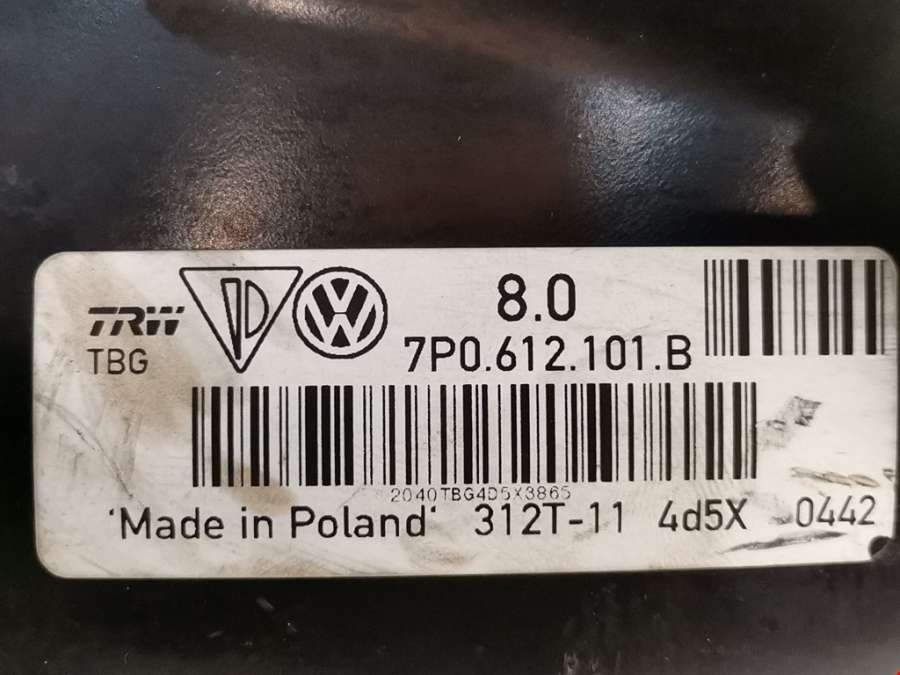 8.0
TRW
7P0.612.101.B
TBG
2040TBG4D5X3865
'Made in Poland' 312T-11 4d5X 0442